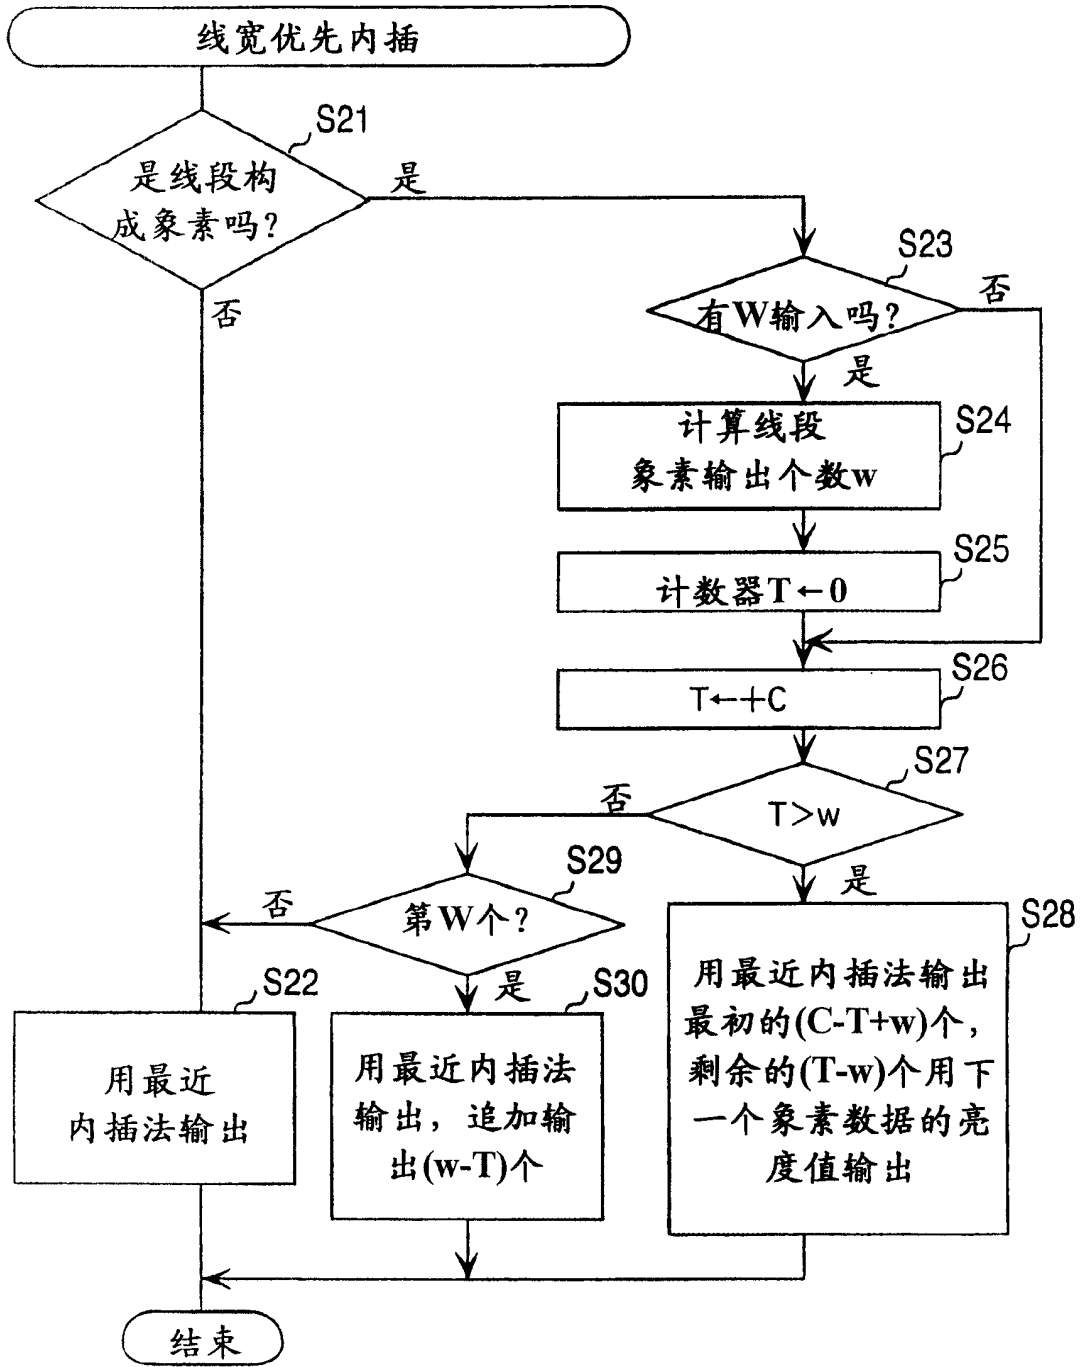 线宽优先内插
S21
是线段构
成象素吗？
是
否
S23
有W输入吗？
否
是
S24
计算线段
象素输出个数w
S25
计数器T←0
S26
T←+C
S27
T>w
否
是
S29
第W个？
否
是
S28
用最近内插法输出
最初的(C-T+w)个，
剩余的(T-w)个用下
一个象素数据的亮
度值输出
S22
用最近
内插法输出
S30
用最近内插法
输出，追加输
出(w-T)个
结束